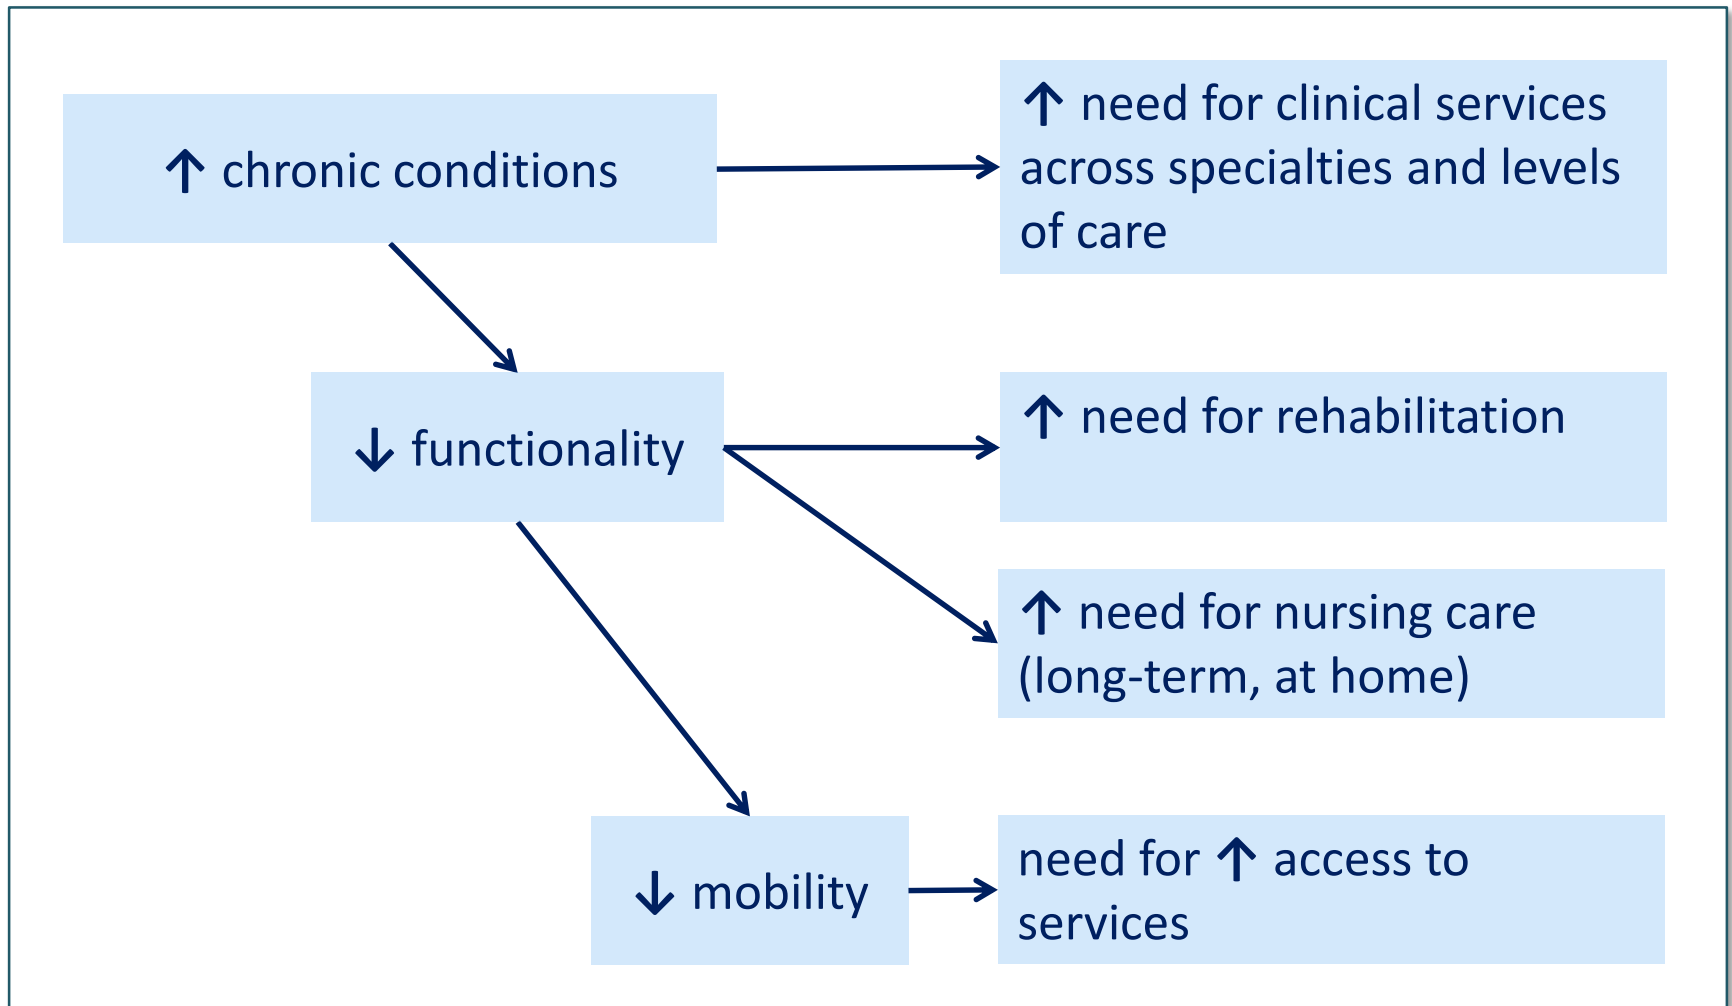 ↑ chronic conditions
↑ need for clinical services
across specialties and levels
of care
↓ functionality
↑ need for rehabilitation
↑ need for nursing care
(long-term, at home)
↓ mobility
need for ↑ access to
services